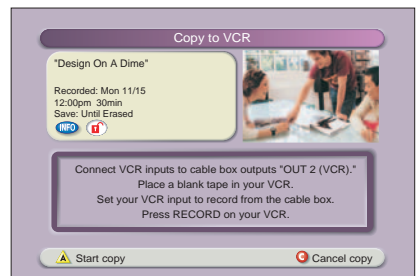 Copy to VCR
"Design On A Dime"
Recorded: Mon 11/15
12:00pm 30min
Save: Until Erased
INFO
Connect VCR inputs to cable box outputs "OUT 2 (VCR)."
Place a blank tape in your VCR.
Set your VCR input to record from the cable box.
Press RECORD on your VCR.
A Start copy
C Cancel copy